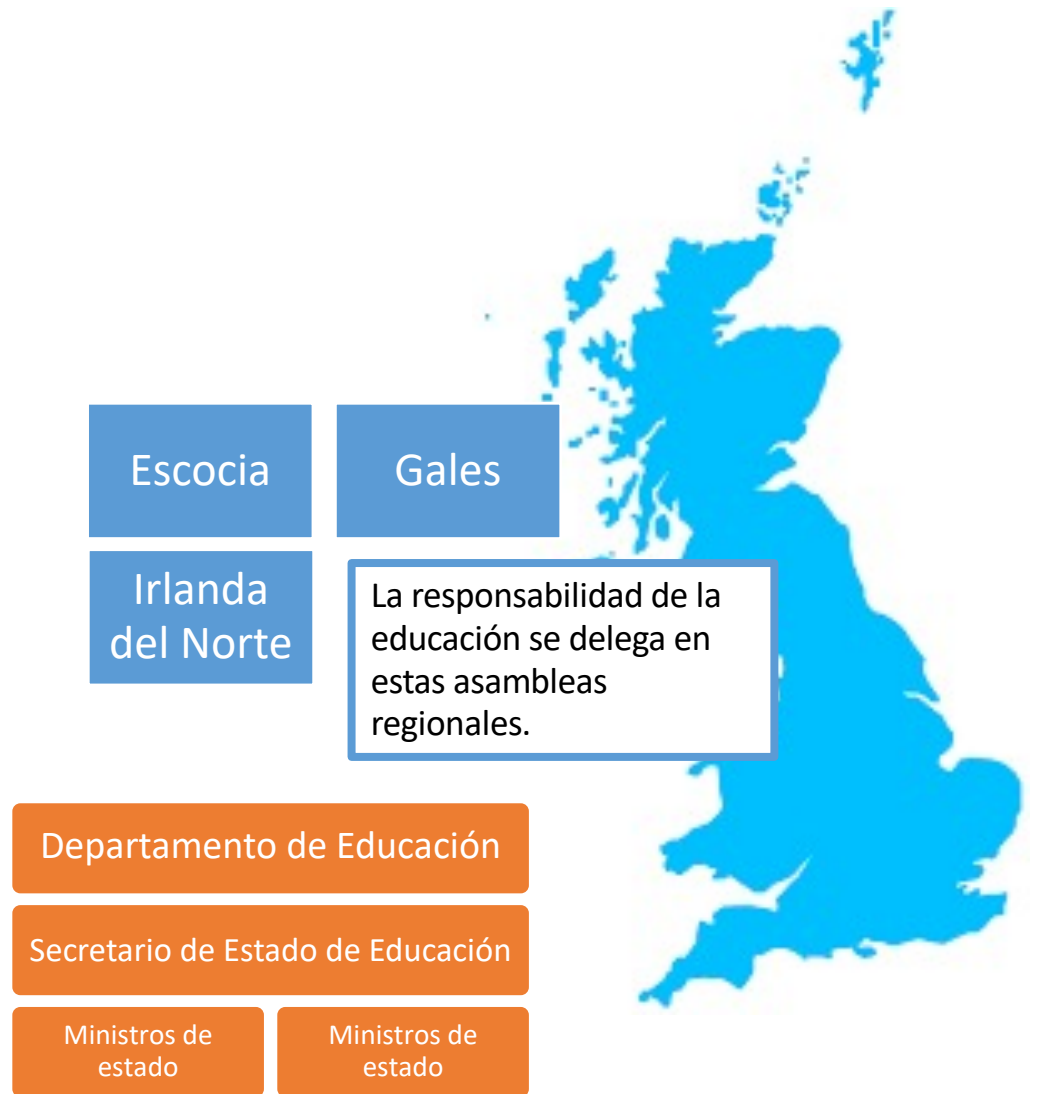 Escocia
Gales
Irlanda
del Norte
La responsabilidad de la
educación se delega en
estas asambleas
regionales.
Departamento de Educación
Secretario de Estado de Educación
Ministros de
estado
Ministros de
estado